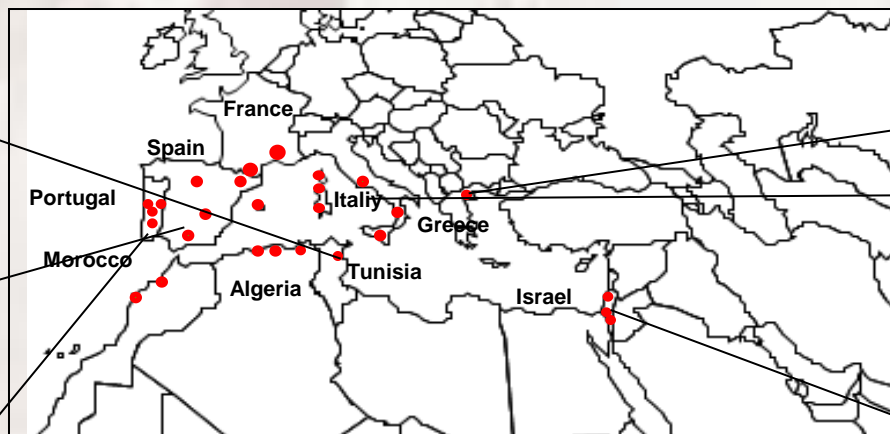 France
Spain
Portugal
Italiy
Greece
Morocco
Tunisia
Algeria
Israel